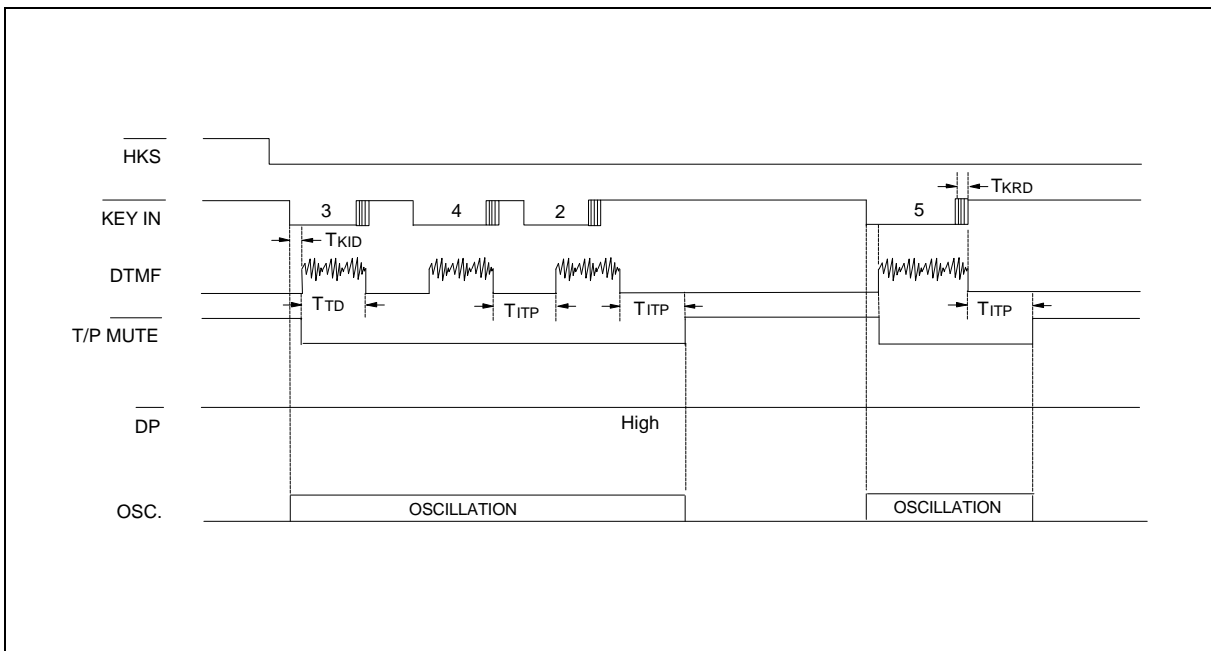 HKS
TKRD
KEY IN 3 4 2 5
TKID
DTMF
TTD TITP TITP TITP
T/P MUTE
DP High
OSC. OSCILLATION OSCILLATION